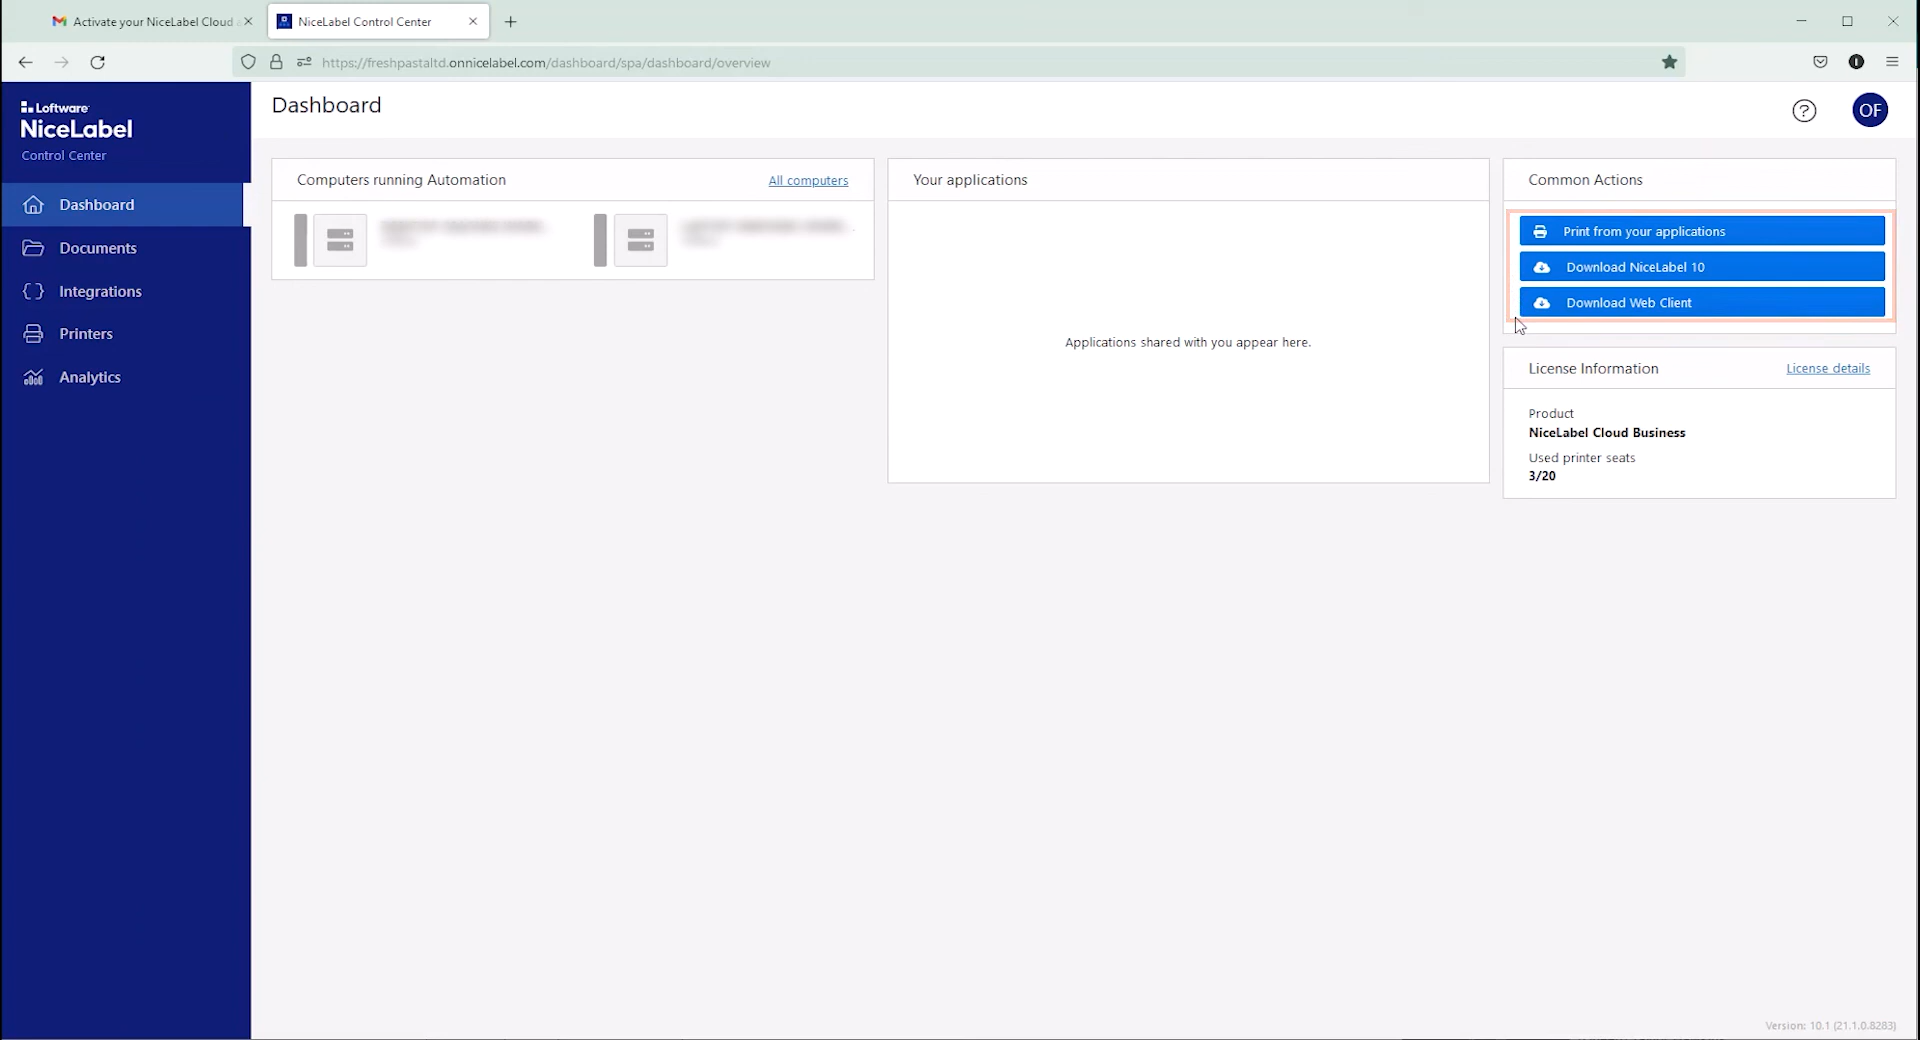 Activate your NiceLabel Cloud
NiceLabel Control Center
https://freshpastaltd.onnicelabel.com/dashboard/spa/dashboard/overview
Loftware
NiceLabel
Control Center
Dashboard
OF
Dashboard
Documents
Integrations
Printers
Analytics
Computers running Automation
All computers
Your applications
Applications shared with you appear here.
Common Actions
Print from your applications
Download NiceLabel 10
Download Web Client
License Information
License details
Product
NiceLabel Cloud Business
Used printer seats
3/20
Version: 10.1 (21.1.0.8283)